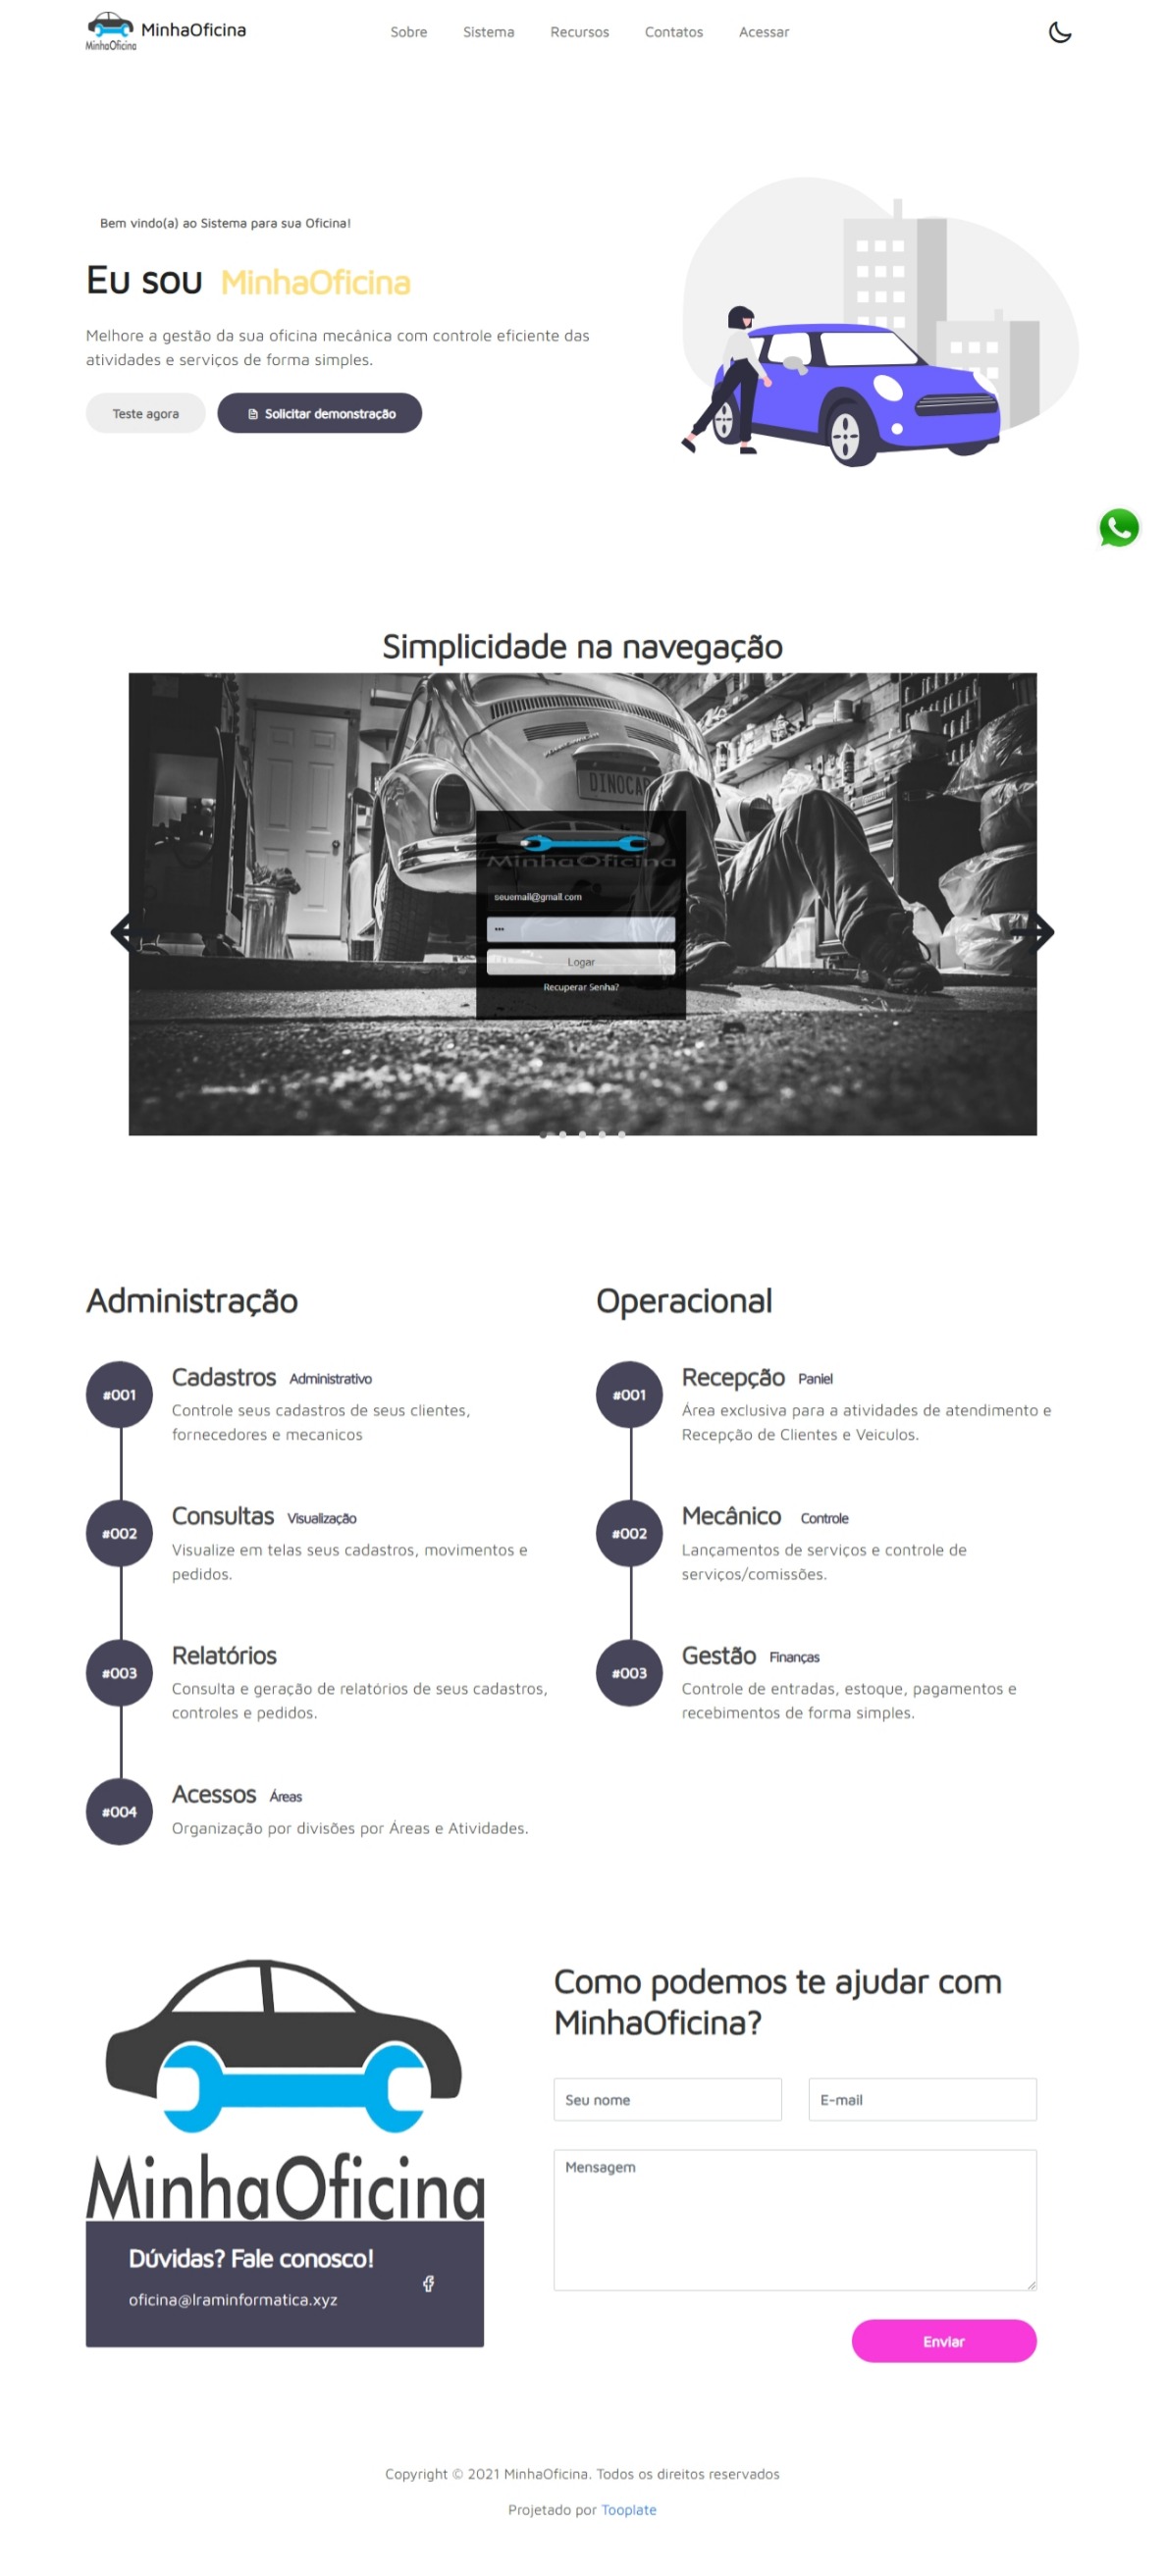 MinhaOficina
MinhaOficina
Sobre
Sistema
Recursos
Contatos
Acessar
Bem vindo(a) ao Sistema para sua Oficina!
Eu sou MinhaOficina
Melhore a gestão da sua oficina mecânica com controle eficiente das
atividades e serviços de forma simples.
Teste agora
Solicitar demonstração
Simplicidade na navegação
DINOCAR
MinhaOficina
seuemail@gmail.com
Logar
Recuperar Senha?
Administração
#001
Cadastros Administrativo
Controle seus cadastros de seus clientes,
fornecedores e mecanicos
#002
Consultas Visualização
Visualize em telas seus cadastros, movimentos e
pedidos.
#003
Relatórios
Consulta e geração de relatórios de seus cadastros,
controles e pedidos.
#004
Acessos Áreas
Organização por divisões por Áreas e Atividades.
Operacional
#001
Recepção Paniel
Área exclusiva para a atividades de atendimento e
Recepção de Clientes e Veiculos.
#002
Mecânico Controle
Lançamentos de serviços e controle de
serviços/comissões.
#003
Gestão Finanças
Controle de entradas, estoque, pagamentos e
recebimentos de forma simples.
MinhaOficina
Dúvidas? Fale conosco!
oficina@lraminformatica.xyz
Como podemos te ajudar com
MinhaOficina?
Seu nome
E-mail
Mensagem
Enviar
Copyright © 2021 MinhaOficina. Todos os direitos reservados
Projetado por Tooplate